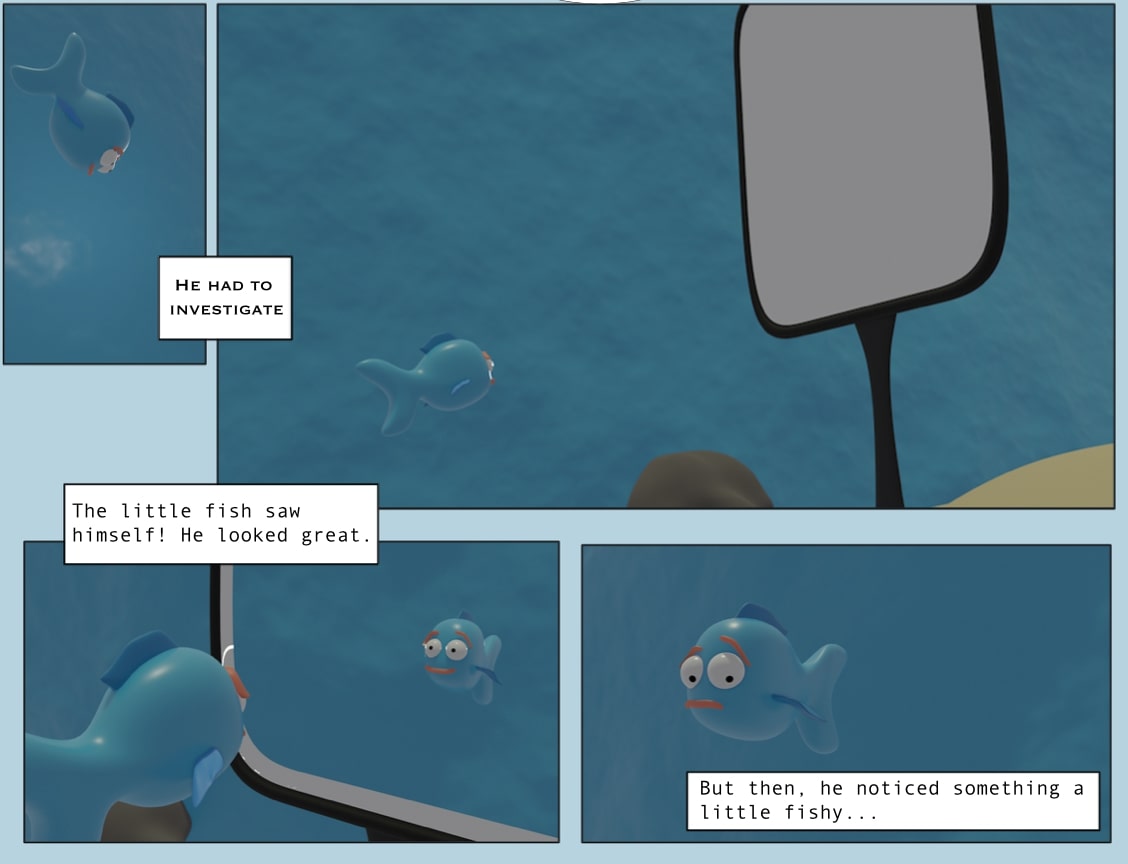 HE HAD TO
INVESTIGATE
The little fish saw
himself! He looked great.
But then, he noticed something a
little fishy...